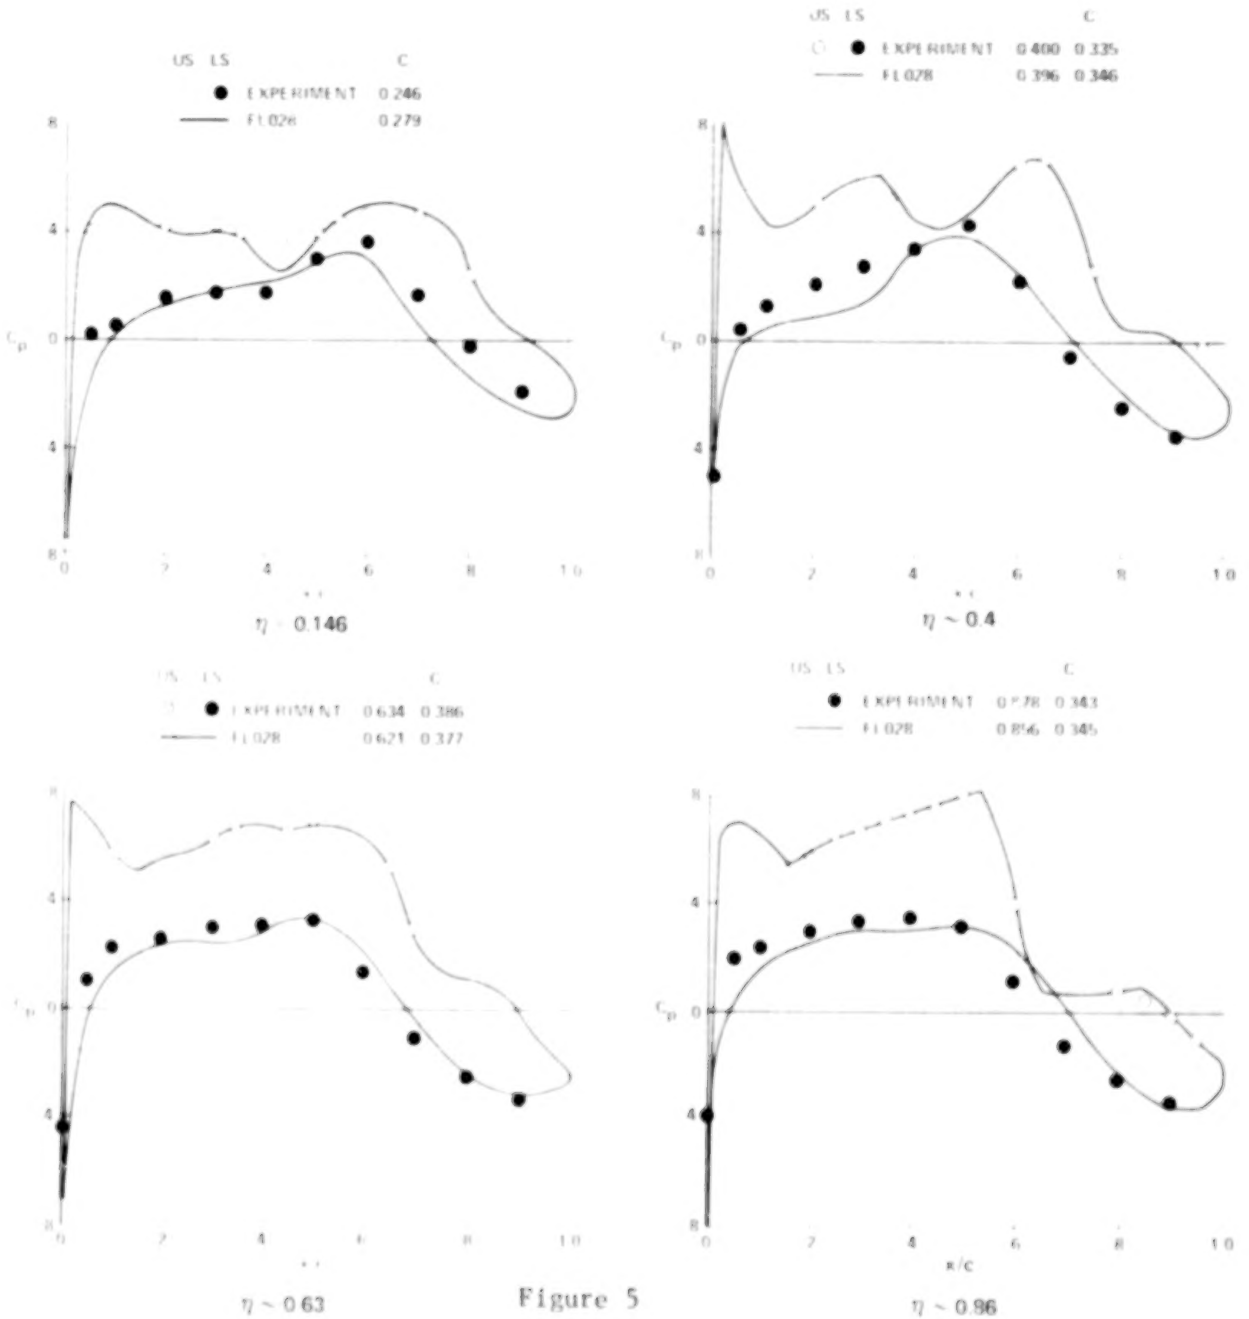 US LS C
EXPERIMENT 0.246
FL028 0.279
8
4
C_p 0
4
8
0 .2 .4 .6 .8 1.0
η 0.146
US LS C
EXPERIMENT 0.400 0.335
FL028 0.396 0.346
8
4
C_p 0
4
8
0 2 4 6 8 1.0
η ~ 0.4
US LS C
EXPERIMENT 0.634 0.386
FL028 0.621 0.377
8
4
C_p 0
4
8
0 2 4 6 8 1.0
η ~ 0.63
US LS C
EXPERIMENT 0.343
FL028 0.856 0.345
8
4
C_p 0
4
8
0 2 4 6 8 1.0
x/c
η ~ 0.86
Figure 5